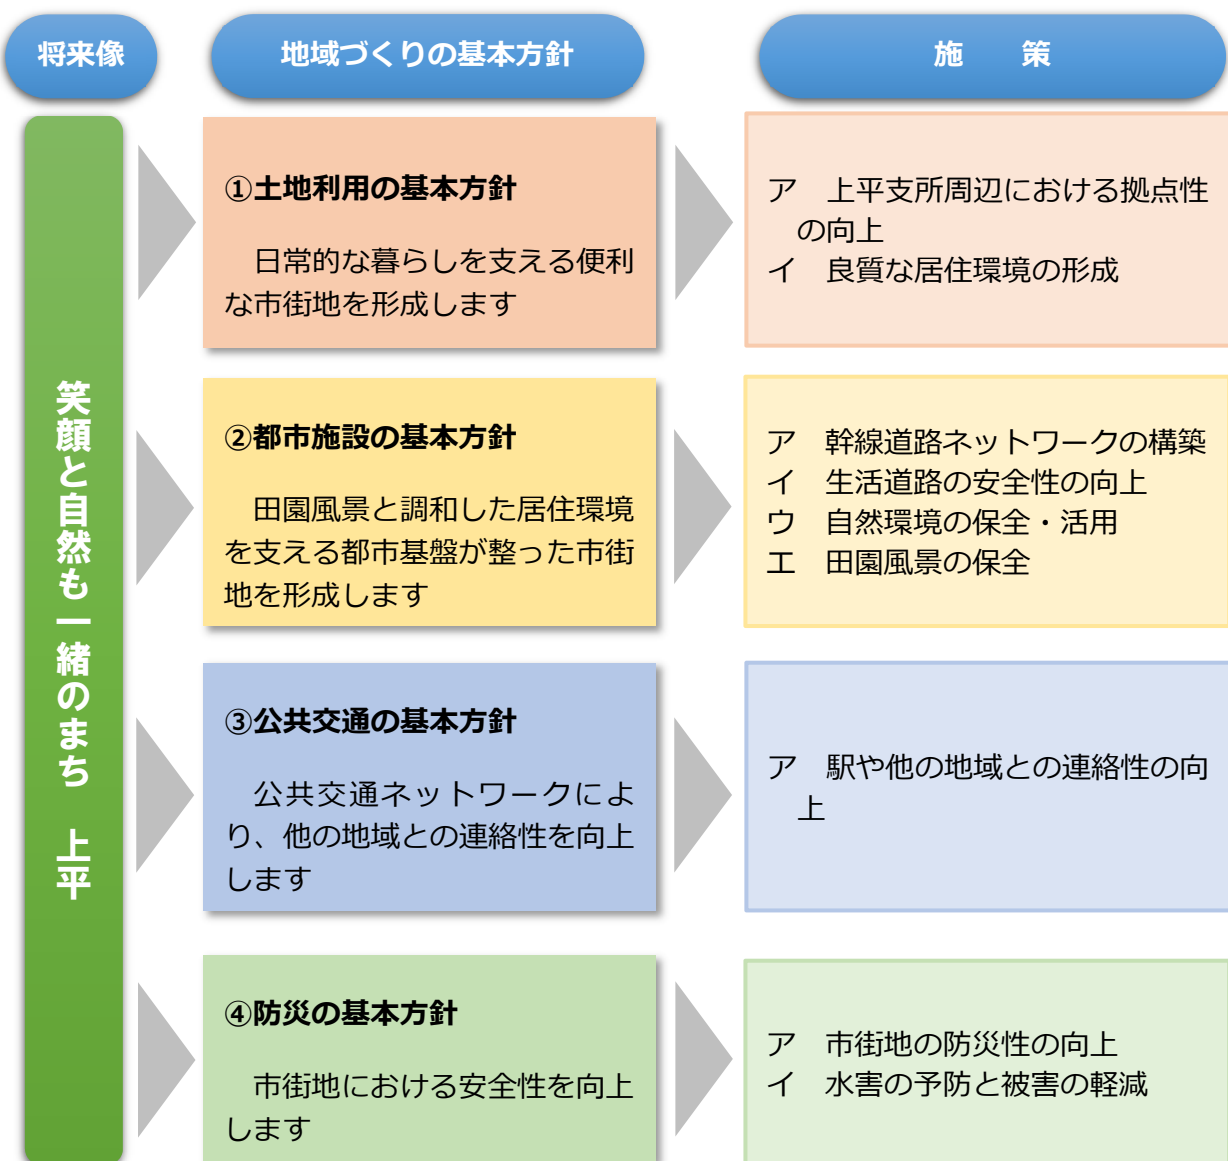 将来像
地域づくりの基本方針
施　　策
笑顔と自然も一緒のまち　上平
①土地利用の基本方針
　日常的な暮らしを支える便利
な市街地を形成します
ア　上平支所周辺における拠点性
の向上
イ　良質な居住環境の形成
②都市施設の基本方針
　田園風景と調和した居住環境
を支える都市基盤が整った市街
地を形成します
ア　幹線道路ネットワークの構築
イ　生活道路の安全性の向上
ウ　自然環境の保全・活用
エ　田園風景の保全
③公共交通の基本方針
　公共交通ネットワークによ
り、他の地域との連絡性を向上
します
ア　駅や他の地域との連絡性の向
上
④防災の基本方針
　市街地における安全性を向上
します
ア　市街地の防災性の向上
イ　水害の予防と被害の軽減